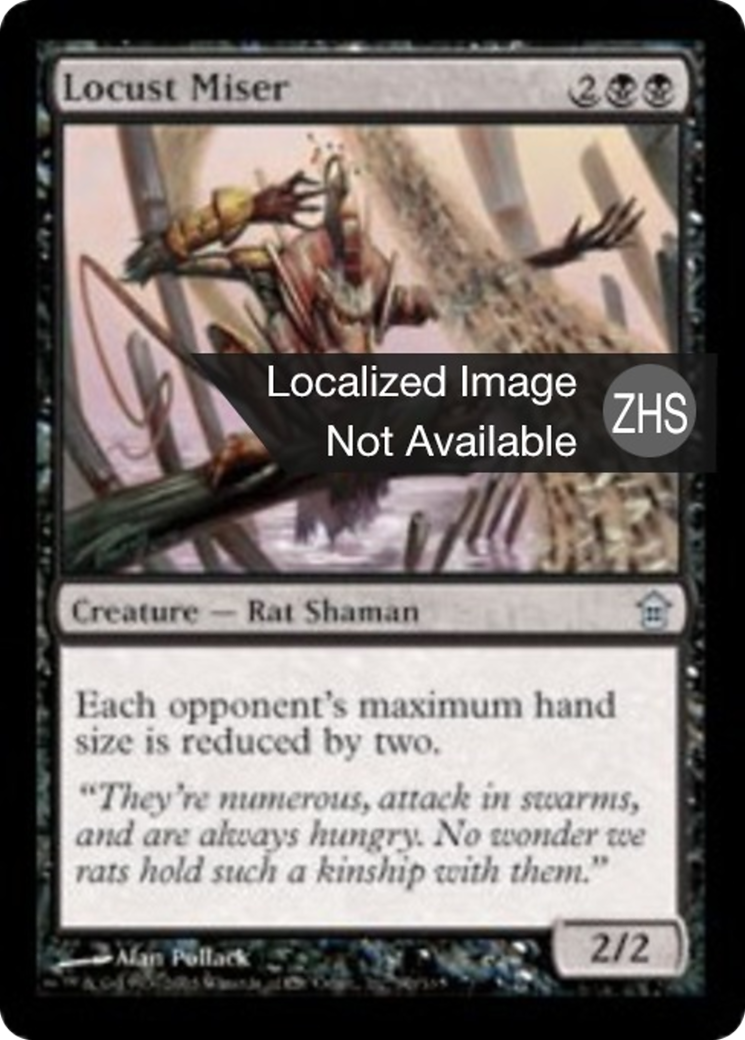 Locust Miser
2
Localized Image
Not Available
ZHS
Creature — Rat Shaman
Each opponent's maximum hand
size is reduced by two.
"They're numerous, attack in swarms,
and are always hungry. No wonder we
rats hold such a kinship with them."
2/2
Alan Pollack